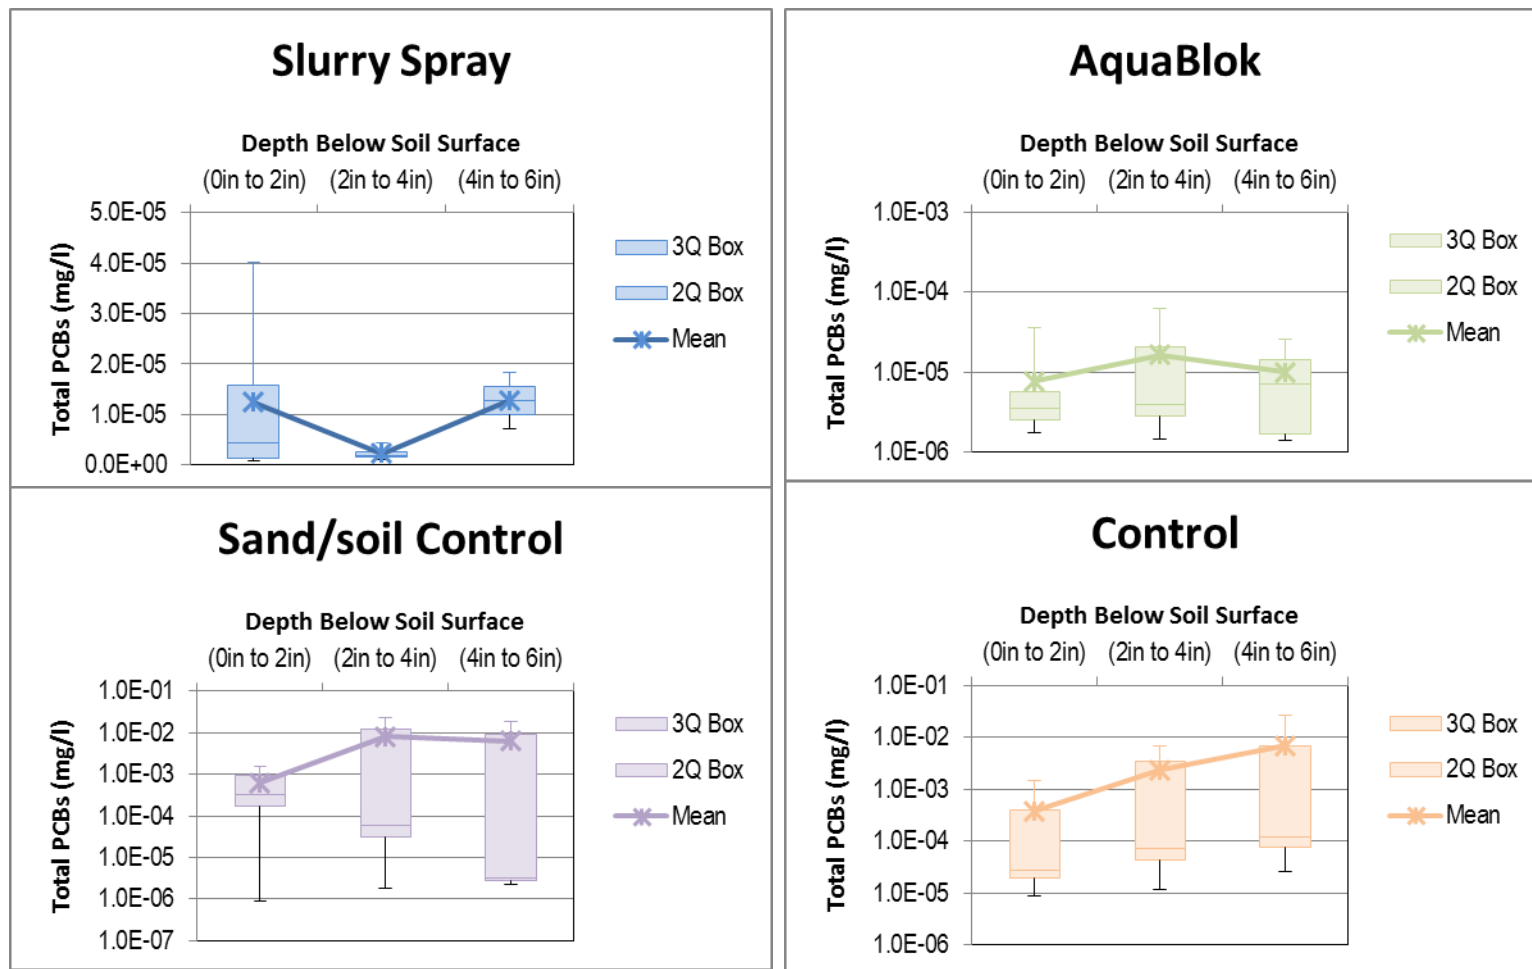 Slurry Spray
Depth Below Soil Surface
(0in to 2in) (2in to 4in) (4in to 6in)
Total PCBs (mg/l)
5.0E-05
4.0E-05
3.0E-05
2.0E-05
1.0E-05
0.0E+00
3Q Box
2Q Box
Mean
AquaBlok
Depth Below Soil Surface
(0in to 2in) (2in to 4in) (4in to 6in)
Total PCBs (mg/l)
1.0E-03
1.0E-04
1.0E-05
1.0E-06
3Q Box
2Q Box
Mean
Sand/soil Control
Depth Below Soil Surface
(0in to 2in) (2in to 4in) (4in to 6in)
Total PCBs (mg/l)
1.0E-01
1.0E-02
1.0E-03
1.0E-04
1.0E-05
1.0E-06
1.0E-07
3Q Box
2Q Box
Mean
Control
Depth Below Soil Surface
(0in to 2in) (2in to 4in) (4in to 6in)
Total PCBs (mg/l)
1.0E-01
1.0E-02
1.0E-03
1.0E-04
1.0E-05
1.0E-06
3Q Box
2Q Box
Mean